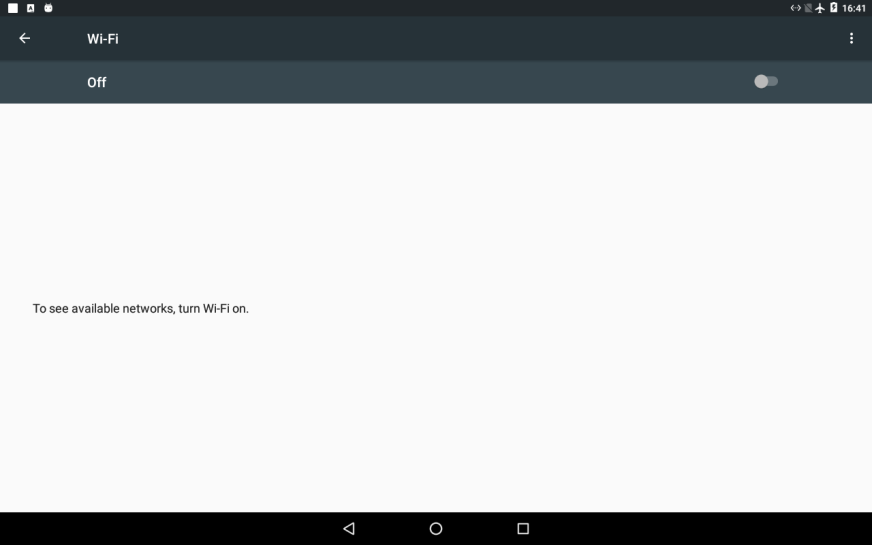 16:41
Wi-Fi
Off
To see available networks, turn Wi-Fi on.